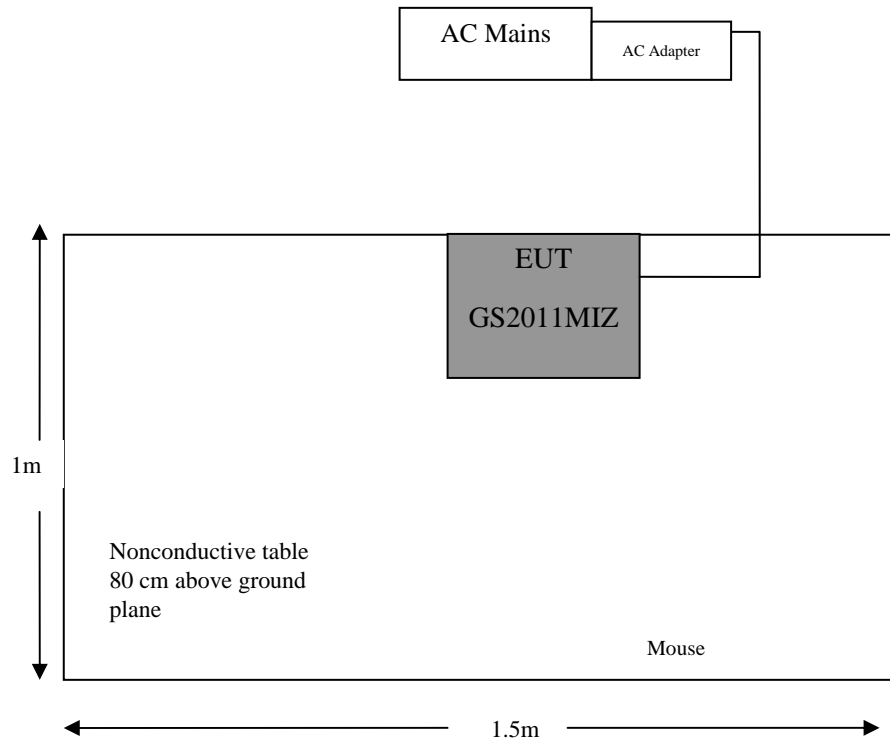 AC Mains
AC Adapter
EUT
GS2011MIZ
1m
Nonconductive table
80 cm above ground
plane
Mouse
1.5m